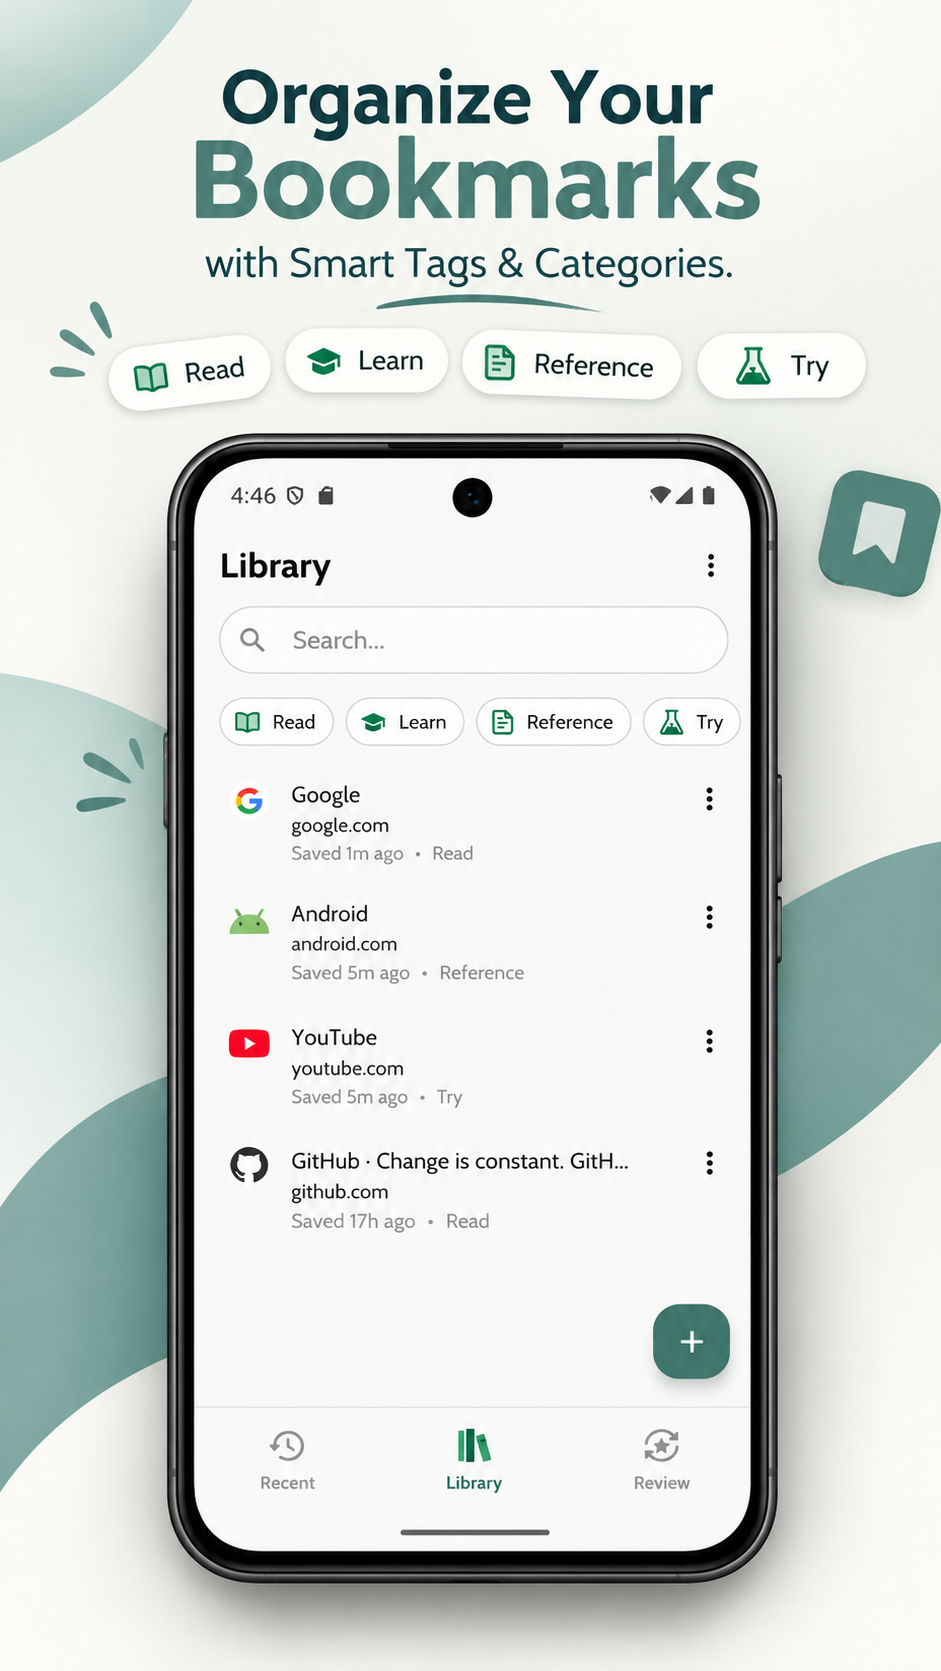 Organize Your
Bookmarks
with Smart Tags & Categories.
Read
Learn
Reference
Try
4:46
Library
Search...
Read
Learn
Reference
Try
Google
google.com
Saved 1m ago • Read
Android
android.com
Saved 5m ago • Reference
YouTube
youtube.com
Saved 5m ago • Try
GitHub · Change is constant. GitH...
github.com
Saved 17h ago • Read
Recent
Library
Review